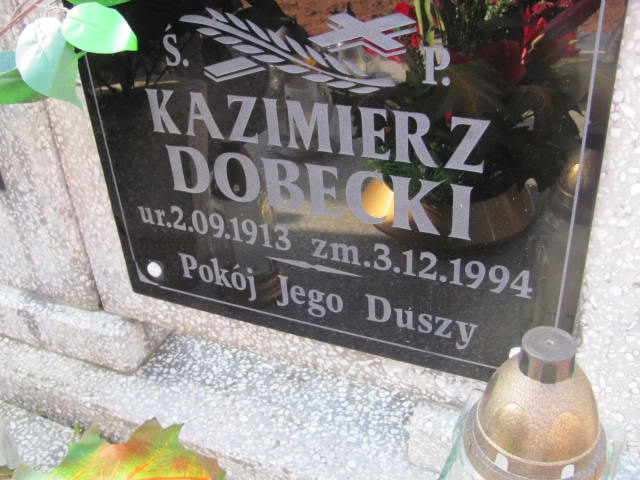 Ś. P.
KAZIMIERZ
DOBECKI
ur.2.09.1913 zm.3.12.1994
Pokój Jego Duszy